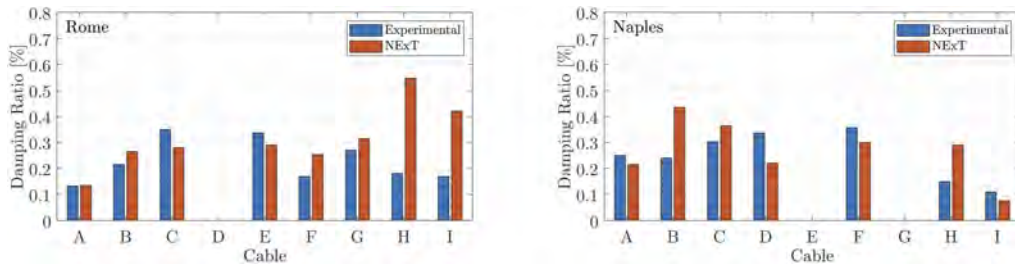 Rome
Experimental
NExT
Damping Ratio [%]
0.8
0.7
0.6
0.5
0.4
0.3
0.2
0.1
0
A B C D E F G H I
Cable
Naples
Experimental
NExT
Damping Ratio [%]
0.8
0.7
0.6
0.5
0.4
0.3
0.2
0.1
0
A B C D E F G H I
Cable